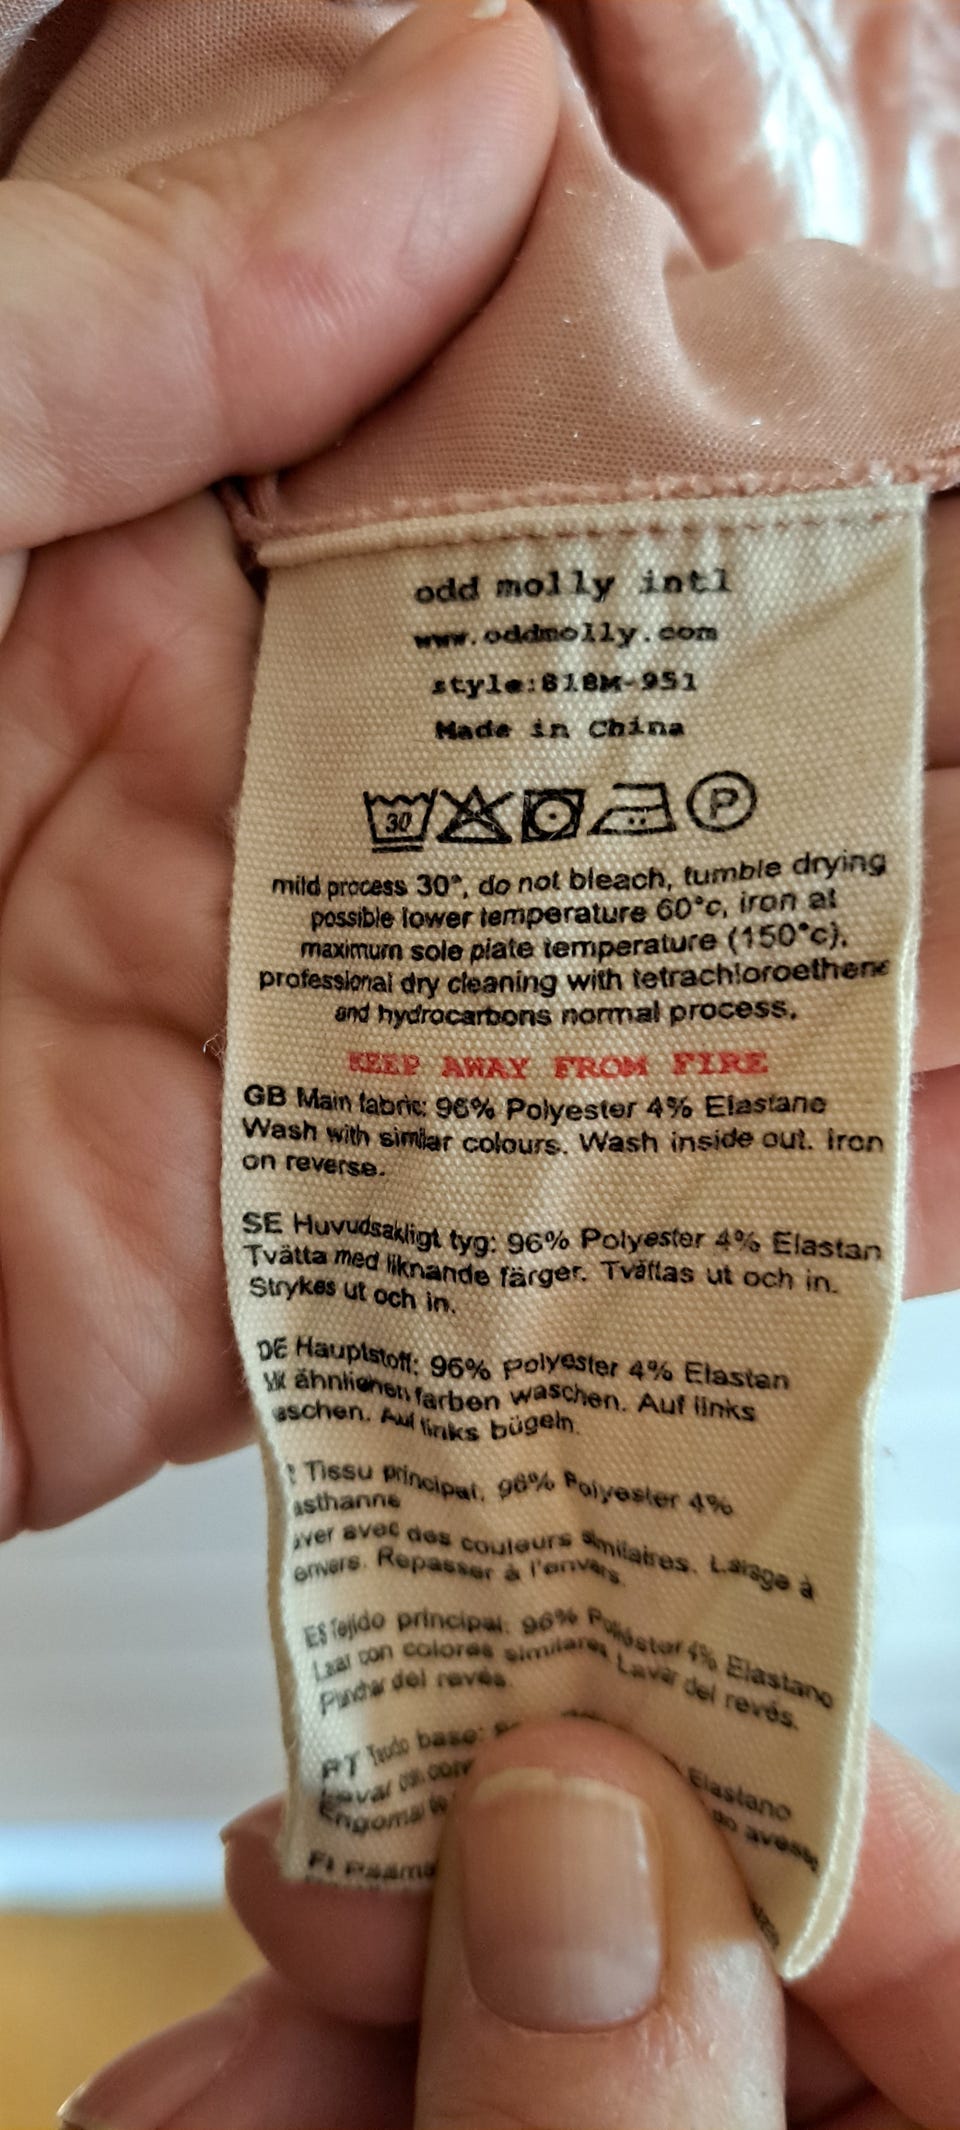 odd molly intl
www.oddmolly.com
style:818M-951
Made in China
30 P
mild process 30°, do not bleach, tumble drying
possible lower temperature 60°c, iron at
maximum sole plate temperature (150°c),
professional dry cleaning with tetrachloroethene
and hydrocarbons normal process.
KEEP AWAY FROM FIRE
GB Main fabric: 96% Polyester 4% Elastane
Wash with similar colours. Wash inside out. Iron
on reverse.
SE Huvudsakligt tyg: 96% Polyester 4% Elastan
Tvätta med liknande färger. Tvättas ut och in.
Strykes ut och in.
DE Hauptstoff: 96% Polyester 4% Elastan
ähnlichen farben waschen. Auf links
aschen. Auf links bügeln.
Tissu principal: 96% Polyester 4%
asthanne
aver avec des couleurs similaires. Lavage à
envers. Repasser à l'envers.
ES Tejido principal: 96% Poliéster 4% Elastano
con colores similares Lavar del revés.
Planchar del revés.
PT base: Elastano
Lavar
Engomar avesso
FI